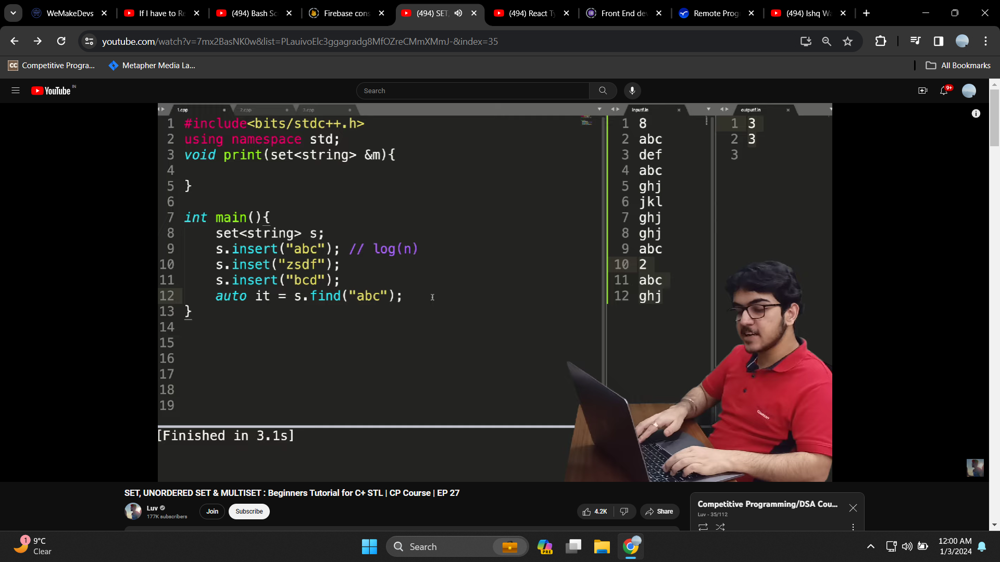 WeMakeDevs
If I have to Re
(494) Bash Sc
Firebase cons
(494) SET,
(494) React Ty
Front End de
Remote Prog
(494) Ishq Wa
youtube.com/watch?v=7mx2BasNK0w&list=PLauivoElc3ggagradg8MfOZreCMmXMmJ-&index=35
CC Competitive Progra...
Metapher Media La...
All Bookmarks
YouTube IN
Search
9+
1.cpp
2.cpp
3.cpp
inputf.in
outputf.in
1 #include<bits/stdc++.h>
2 using namespace std;
3 void print(set<string> &m){
4
5 }
6
7 int main(){
8 set<string> s;
9 s.insert("abc"); // log(n)
10 s.inset("zsdf");
11 s.insert("bcd");
12 auto it = s.find("abc");
13 }
14
15
16
17
18
19
1 8
2 abc
3 def
4 abc
5 ghj
6 jkl
7 ghj
8 ghj
9 abc
10 2
11 abc
12 ghj
1 3
2 3
3
COMPANY
[Finished in 3.1s]
SET, UNORDERED SET & MULTISET : Beginners Tutorial for C+ STL | CP Course | EP 27
Luv
177K subscribers
Join
Subscribe
4.2K
Share
Competitive Programming/DSA Cou...
Luv - 35/112
1
9°C
Clear
Search
PRE
12:00 AM
1/3/2024